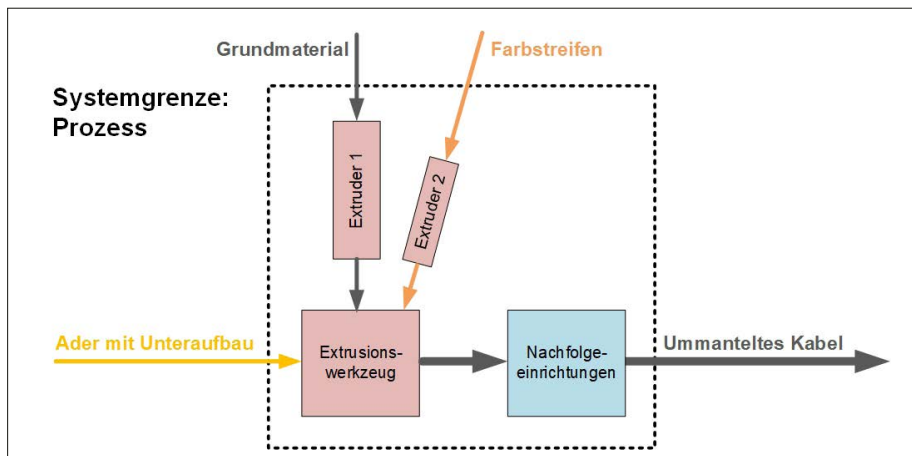 Grundmaterial
Farbstreifen
Systemgrenze:
Prozess
Extruder 1
Extruder 2
Ader mit Unteraufbau
Extrusions-
werkzeug
Nachfolge-
einrichtungen
Ummanteltes Kabel